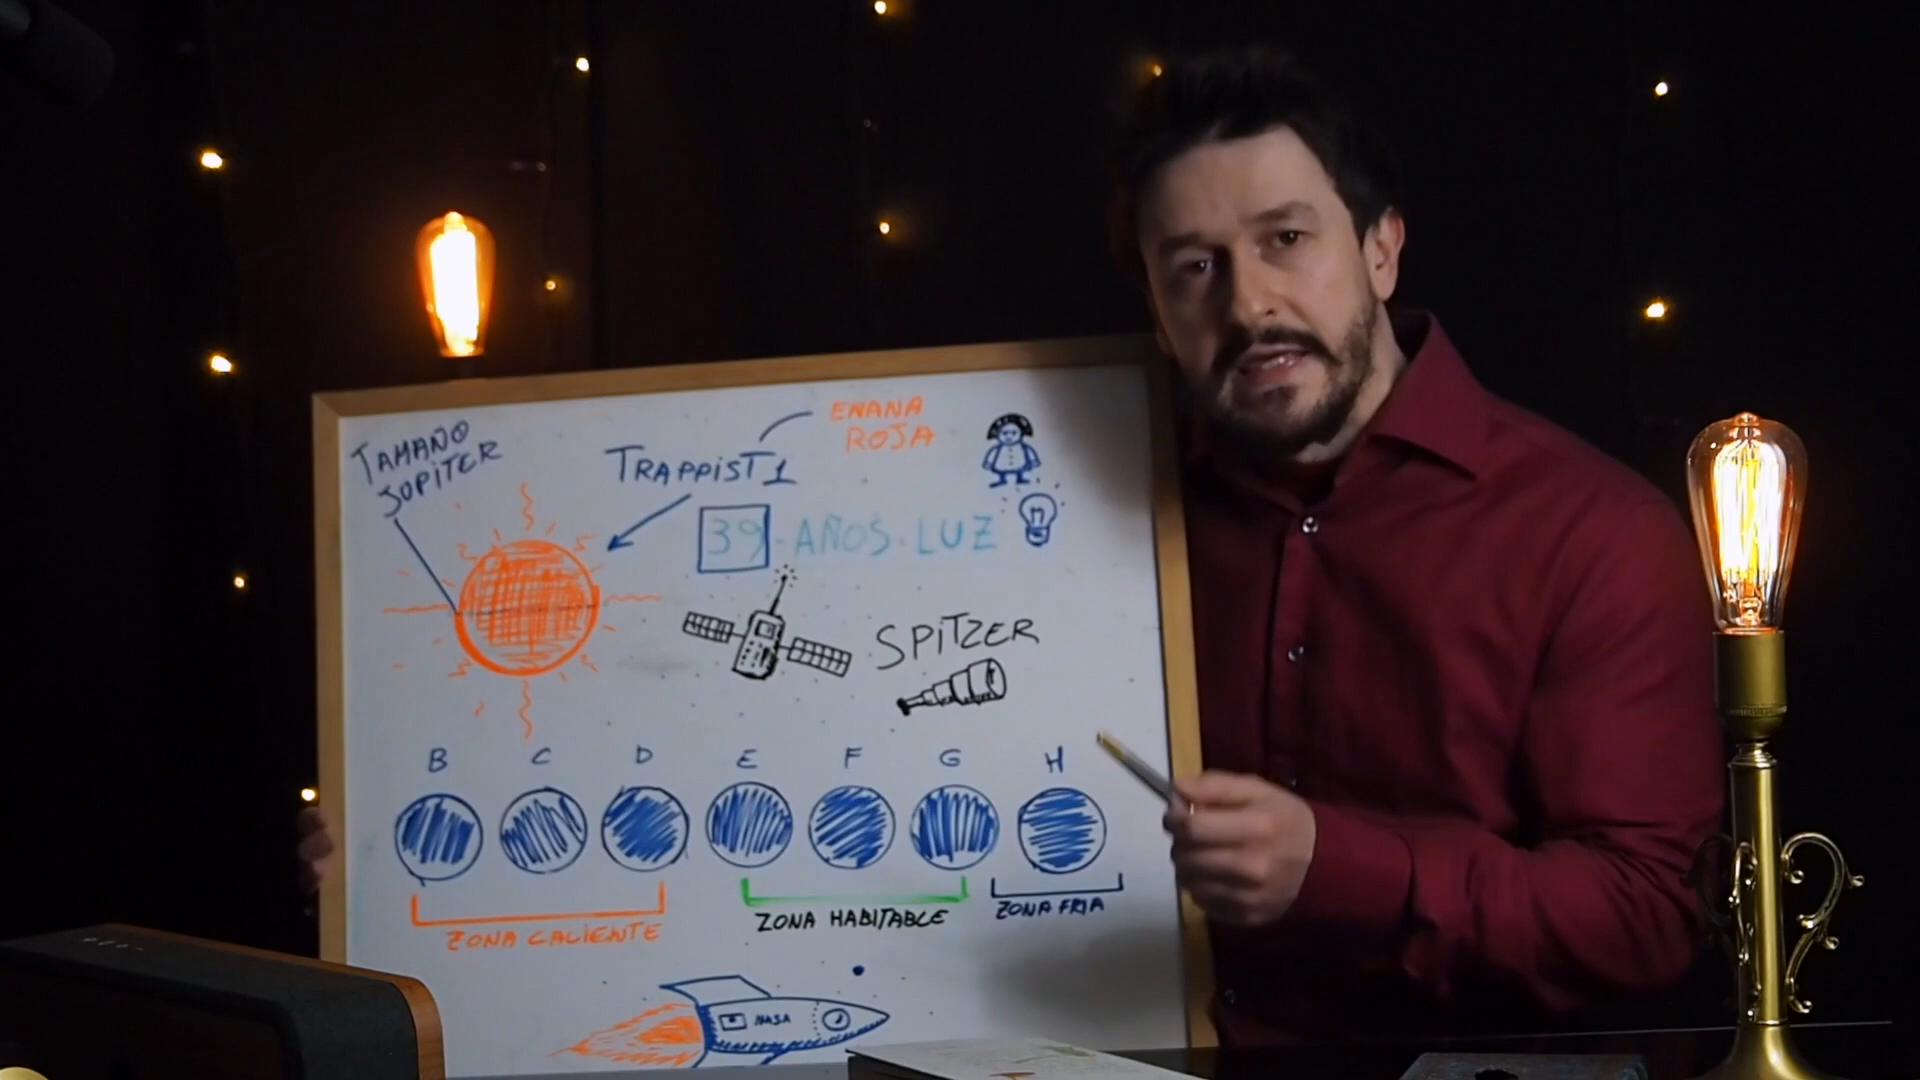 TAMAÑO
JUPITER
ENANA
ROJA
TRAPPIST 1
39 AÑOS LUZ
SPITZER
B C D E F G H
ZONA CALIENTE
ZONA HABITABLE
ZONA FRIA
NASA